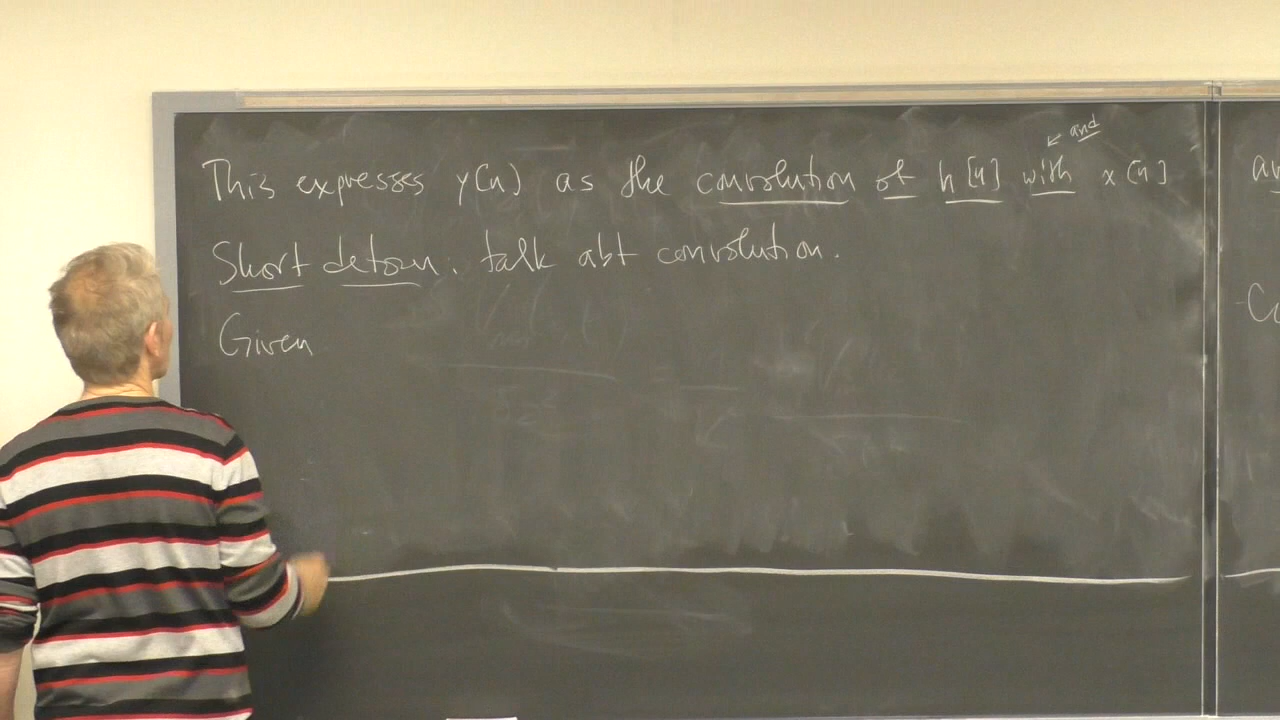 and
This expresses y(n) as the convolution of h[n] with x[n]
Short detour. talk abt convolution.
Given